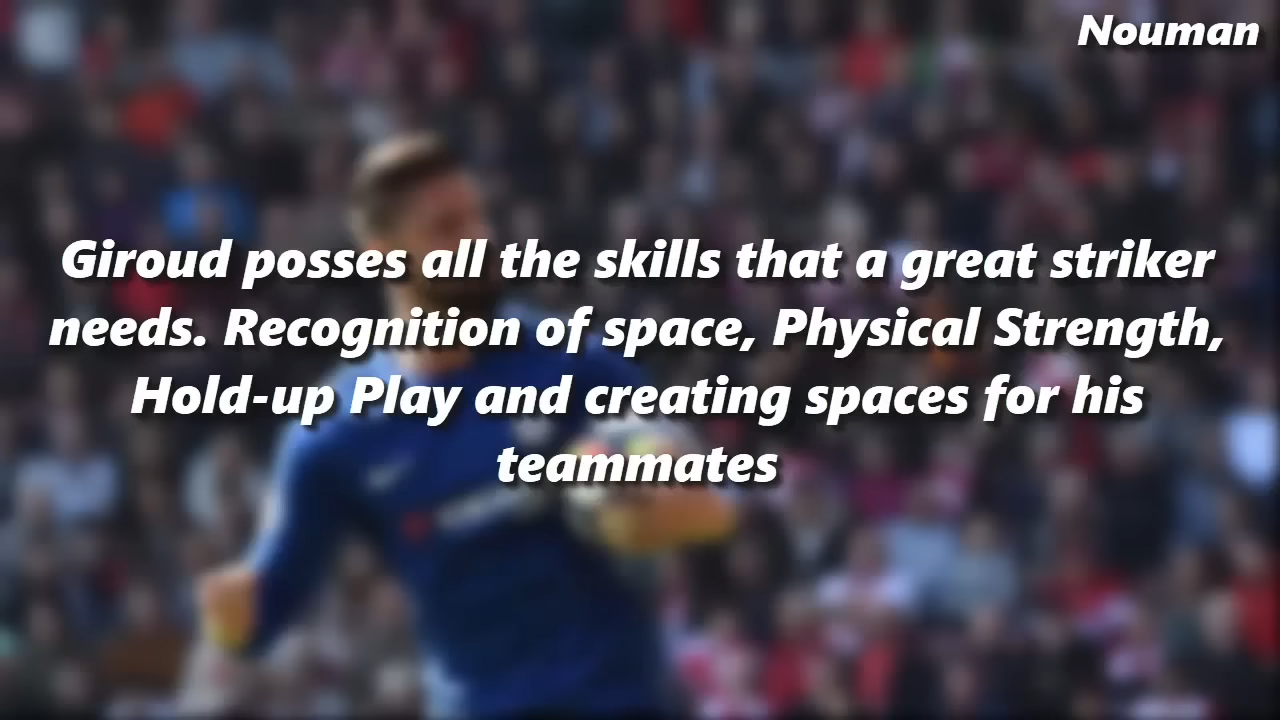 Nouman
Giroud posses all the skills that a great striker
needs. Recognition of space, Physical Strength,
Hold-up Play and creating spaces for his
teammates